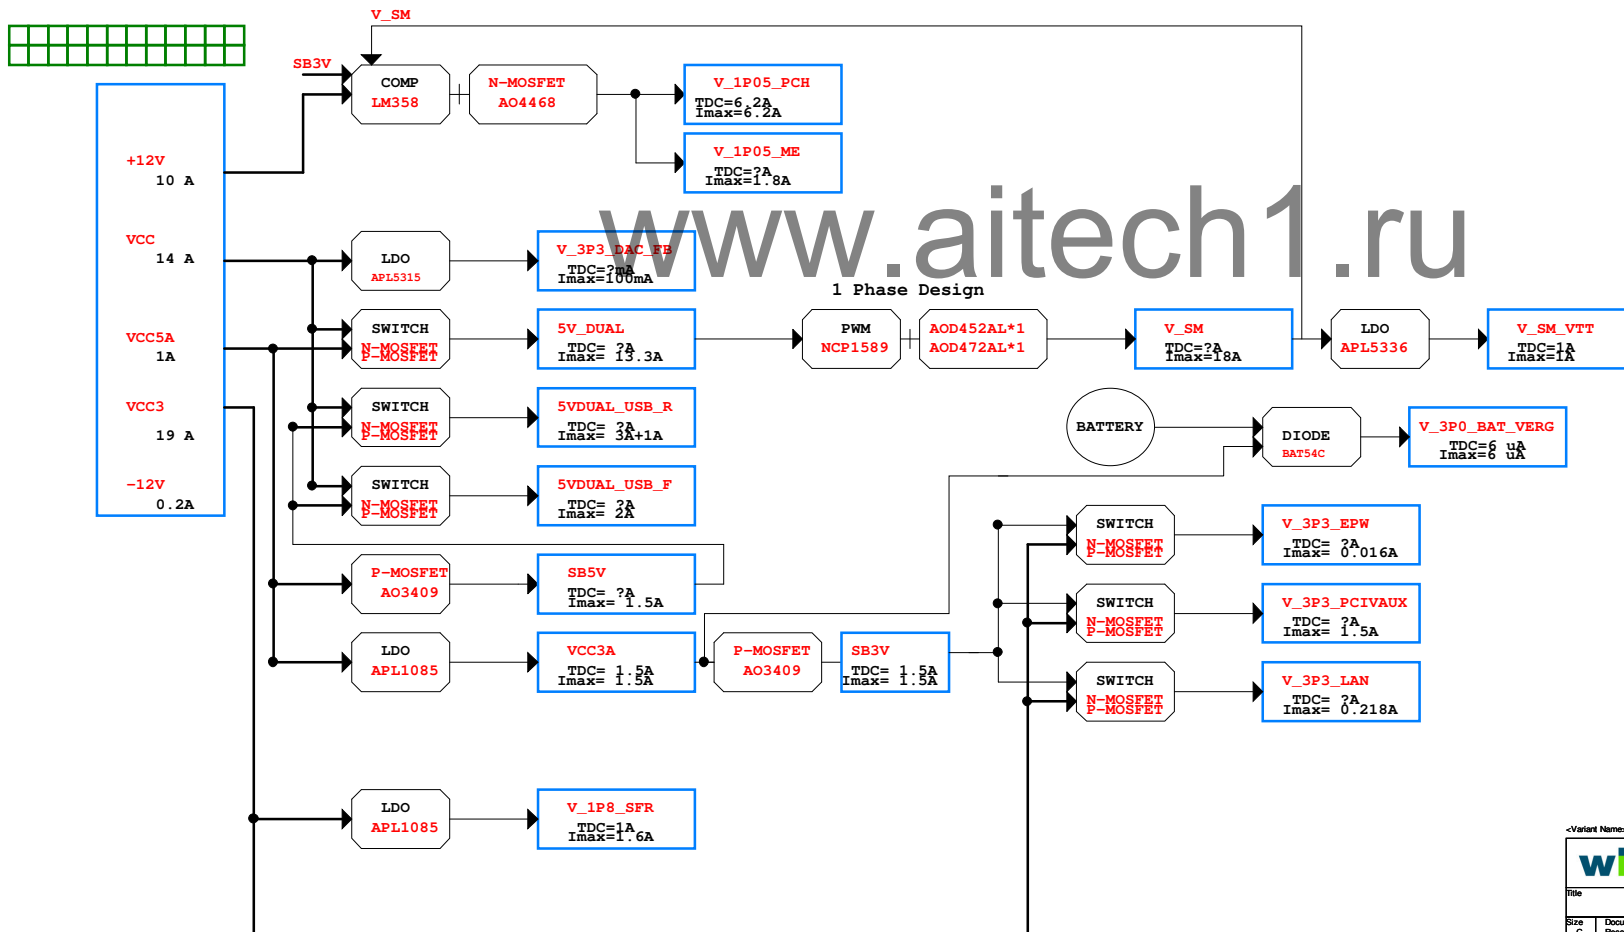 V_SM
SB3V
COMP
LM358
N-MOSFET
AO4468
V_1P05_PCH
TDC=6.2A
Imax=6.2A
V_1P05_ME
TDC=?A
Imax=1.8A
+12V
10 A
VCC
14 A
VCC5A
1A
VCC3
19 A
-12V
0.2A
www.aitech1.ru
LDO
APL5315
V_3P3_DAC_FB
TDC=?mA
Imax=100mA
1 Phase Design
SWITCH
N-MOSFET
P-MOSFET
5V_DUAL
TDC= ?A
Imax= 13.3A
PWM
NCP1589
AOD452AL*1
AOD472AL*1
V_SM
TDC=?A
Imax=18A
LDO
APL5336
V_SM_VTT
TDC=1A
Imax=1A
SWITCH
N-MOSFET
P-MOSFET
5VDUAL_USB_R
TDC= ?A
Imax= 3A+1A
BATTERY
DIODE
BAT54C
V_3P0_BAT_VERG
TDC=6 uA
Imax=6 uA
SWITCH
N-MOSFET
P-MOSFET
5VDUAL_USB_F
TDC= ?A
Imax= 2A
SWITCH
N-MOSFET
P-MOSFET
V_3P3_EPW
TDC= ?A
Imax= 0.016A
P-MOSFET
AO3409
SB5V
TDC= ?A
Imax= 1.5A
SWITCH
N-MOSFET
P-MOSFET
V_3P3_PCIVAUX
TDC= ?A
Imax= 1.5A
LDO
APL1085
VCC3A
TDC= 1.5A
Imax= 1.5A
P-MOSFET
AO3409
SB3V
TDC= 1.5A
Imax= 1.5A
SWITCH
N-MOSFET
P-MOSFET
V_3P3_LAN
TDC= ?A
Imax= 0.218A
LDO
APL1085
V_1P8_SFR
TDC=1A
Imax=1.6A
<Variant Name>
wi
Title
Size
Docu